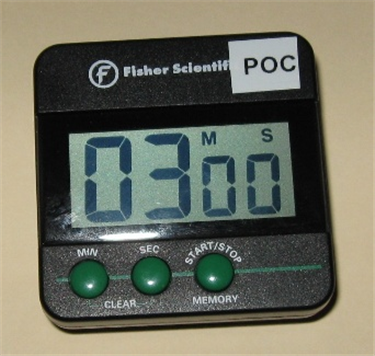 Fisher Scientifi
POC
M S
03 00
MIN SEC START/STOP
CLEAR MEMORY